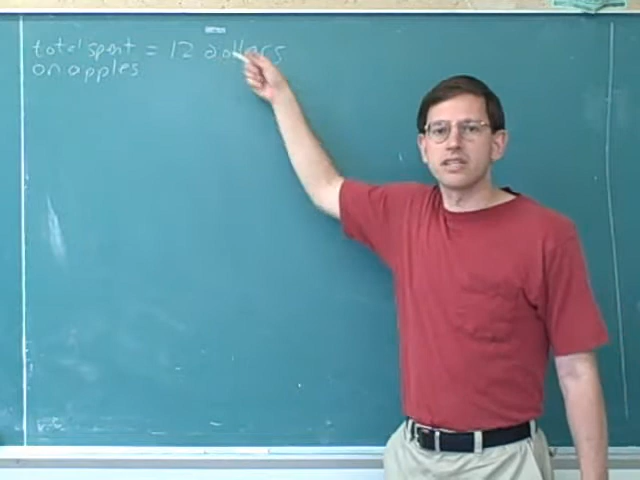 total spent = 12 dollars
on apples